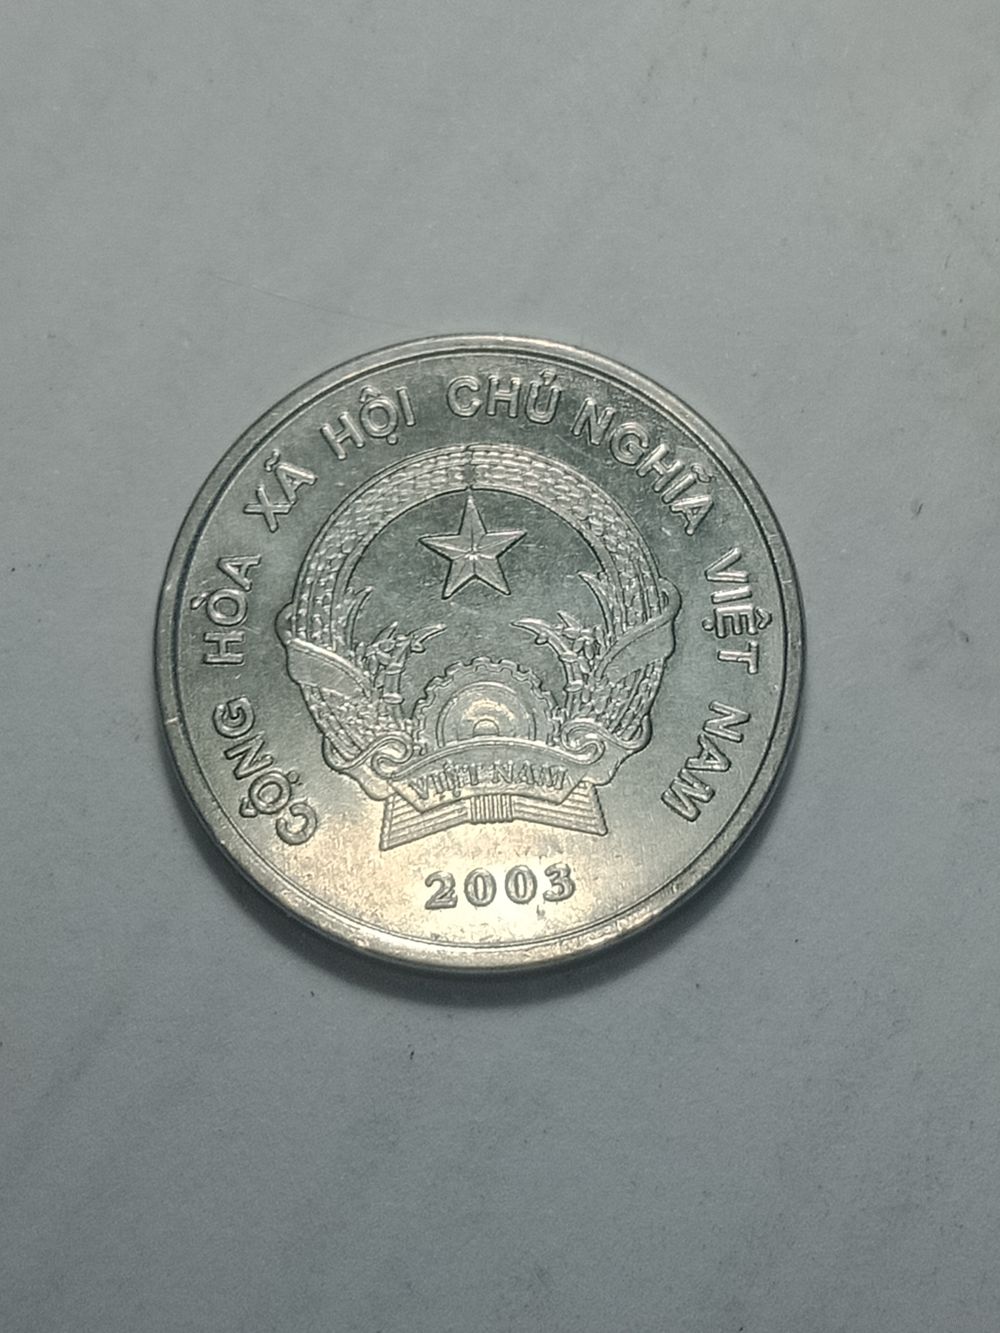 CỘNG HÒA XÃ HỘI CHỦ NGHĨA VIỆT NAM
VIỆT NAM
2003